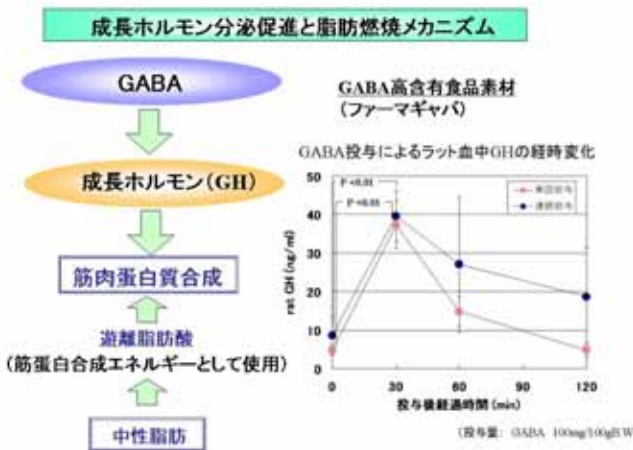 成長ホルモン分泌促進と脂肪燃焼メカニズム
GABA
成長ホルモン(GH)
筋肉蛋白質合成
遊離脂肪酸
(筋蛋白合成エネルギーとして使用)
中性脂肪
GABA高含有食品素材
(ファーマギャバ)
GABA投与によるラット血中GHの経時変化
rat GH (ng/ml)
50
40
30
20
10
0
P <0.01
P <0.05
単回投与
連続投与
0
30
60
90
120
投与後経過時間(min)
(投与量: GABA 100mg/100gBW